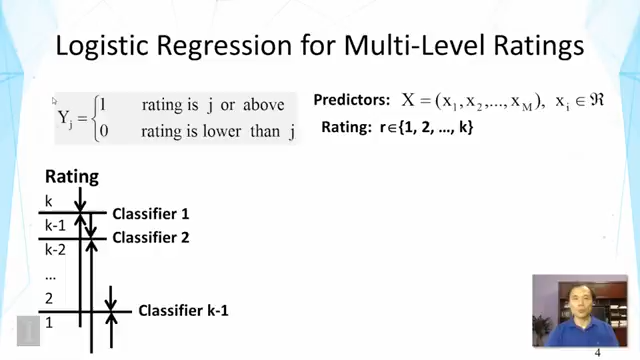 Logistic Regression for Multi-Level Ratings
Y_j = { 1 rating is j or above
0 rating is lower than j
Predictors: X = (x_1, x_2, ..., x_M), x_i ∈ ℜ
Rating: r∈{1, 2, ..., k}
Rating
k
Classifier 1
k-1
Classifier 2
k-2
...
2
Classifier k-1
1
4